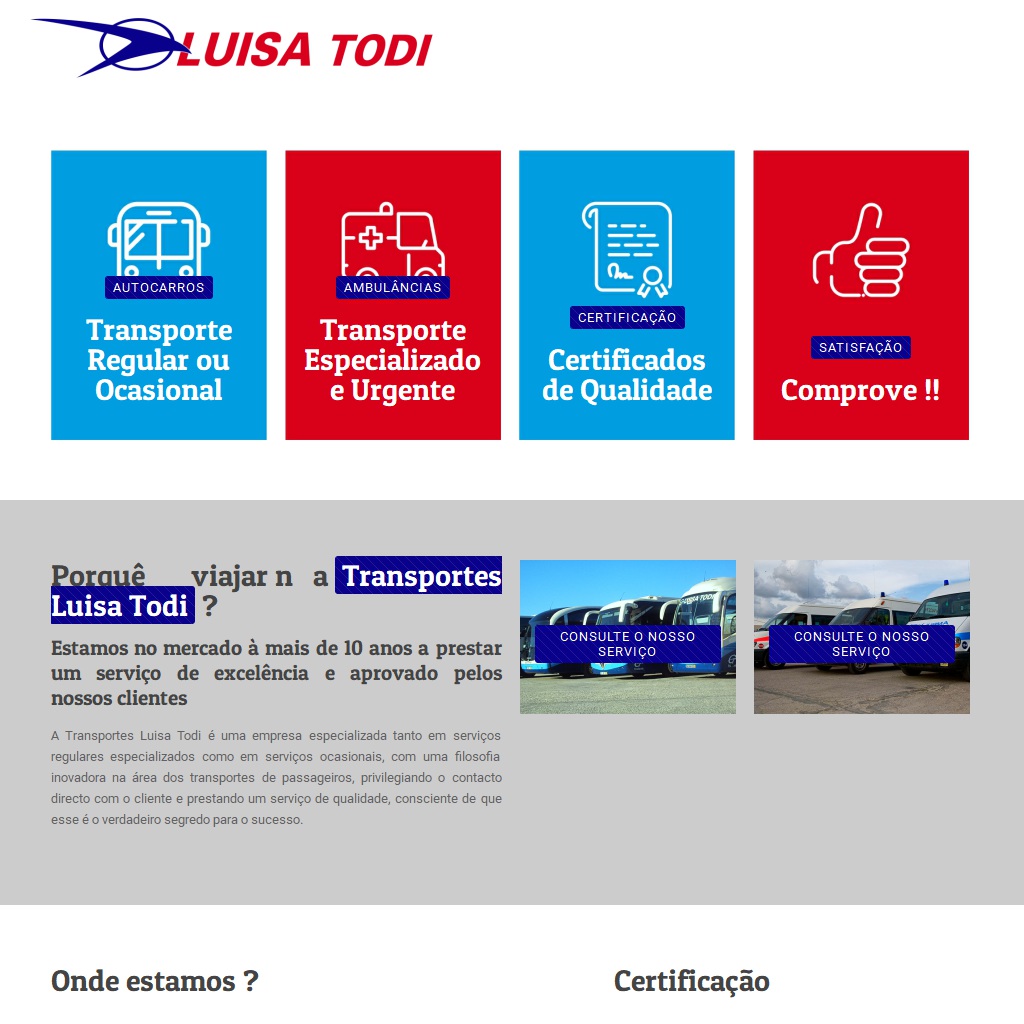 LUISA TODI
AUTOCARROS
Transporte
Regular ou
Ocasional
AMBULÂNCIAS
Transporte
Especializado
e Urgente
CERTIFICAÇÃO
Certificados
de Qualidade
SATISFAÇÃO
Comprove !!
Porquê viajar n a Transportes
Luisa Todi ?
Estamos no mercado à mais de 10 anos a prestar
um serviço de excelência e aprovado pelos
nossos clientes
A Transportes Luisa Todi é uma empresa especializada tanto em serviços
regulares especializados como em serviços ocasionais, com uma filosofia
inovadora na área dos transportes de passageiros, privilegiando o contacto
directo com o cliente e prestando um serviço de qualidade, consciente de que
esse é o verdadeiro segredo para o sucesso.
CONSULTE O NOSSO
SERVIÇO
CONSULTE O NOSSO
SERVIÇO
Onde estamos ?
Certificação